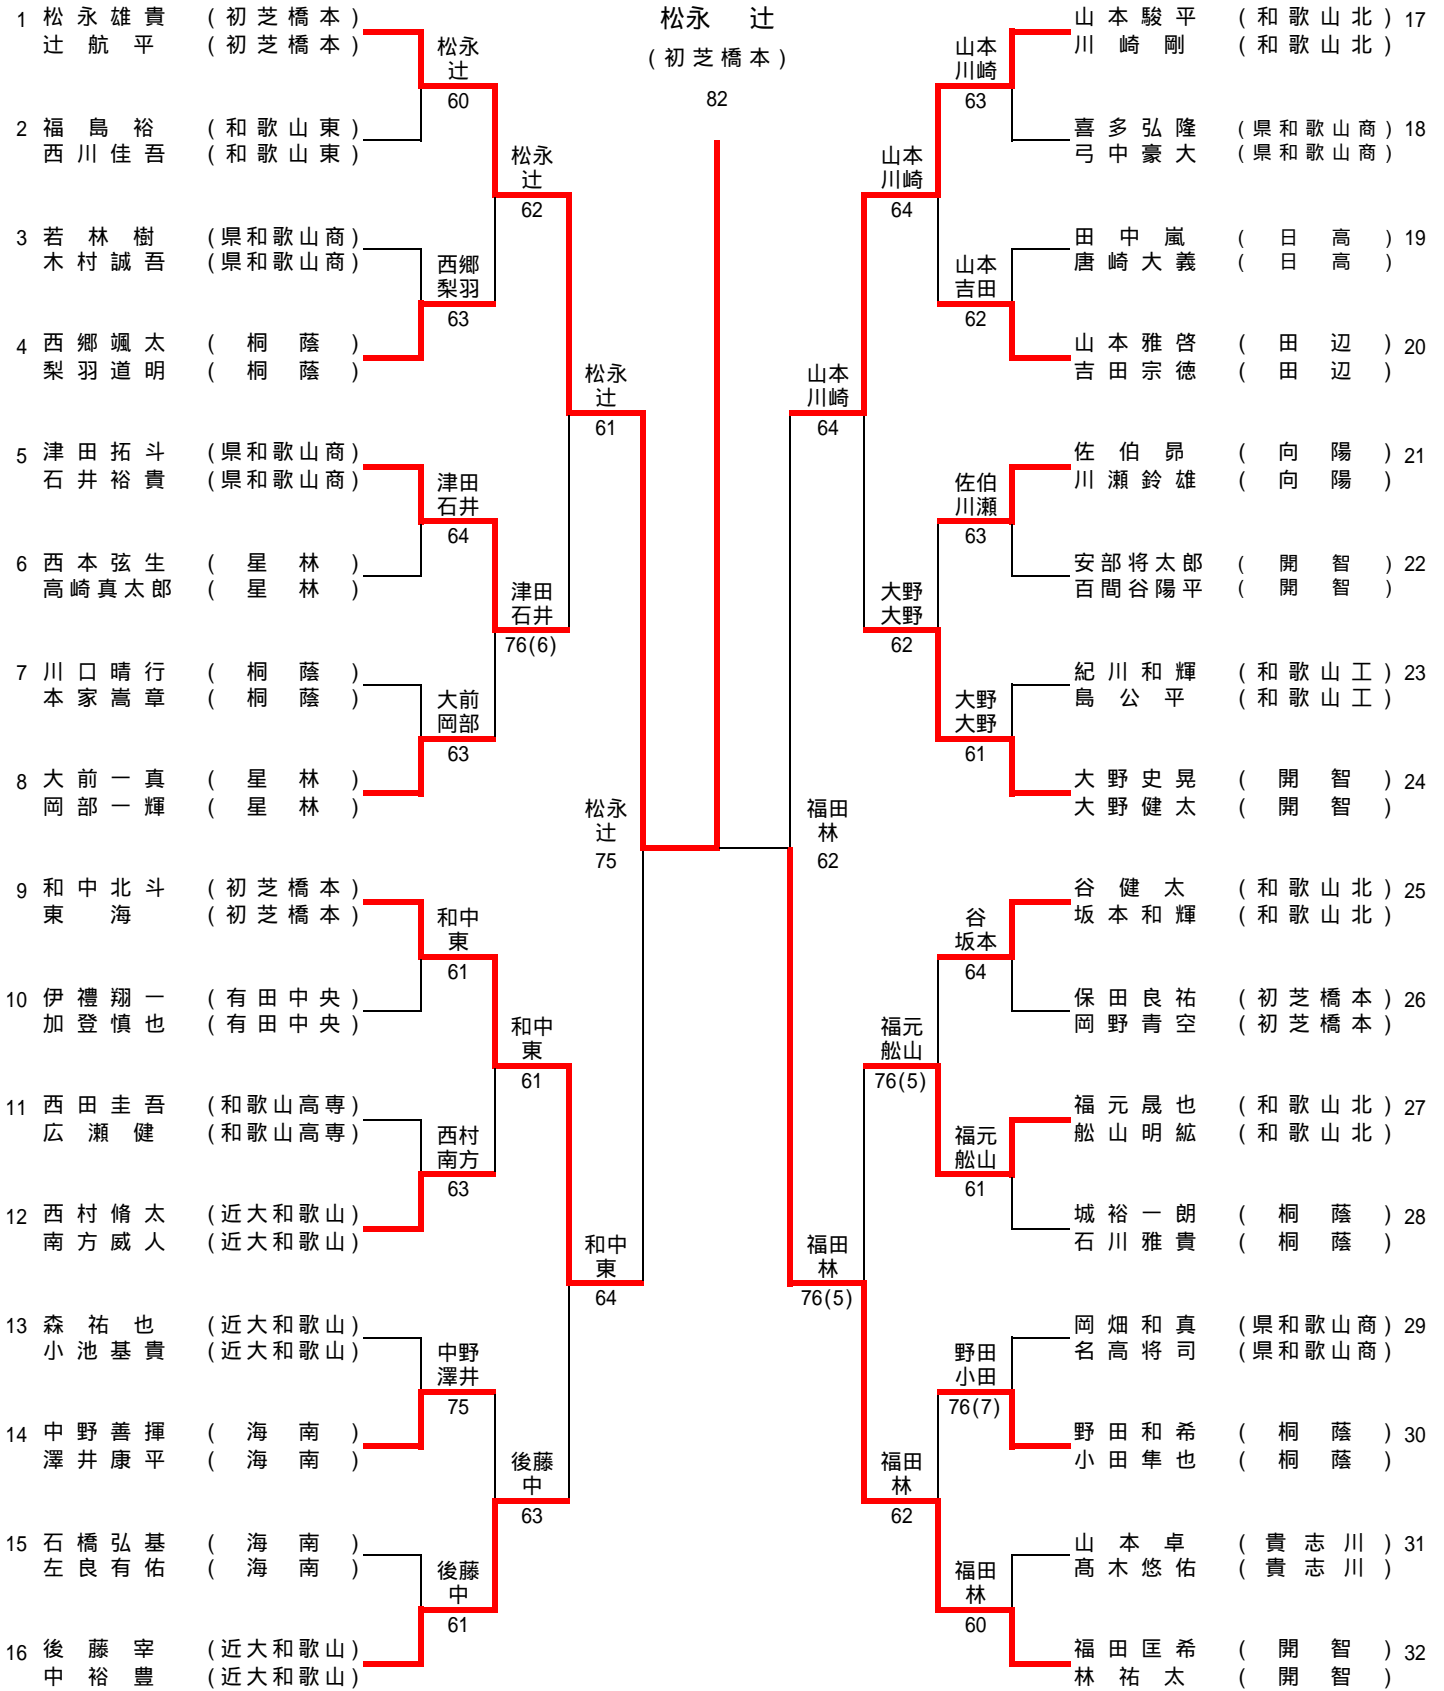 松永 辻
(初芝橋本)
82
1 松永雄貴 (初芝橋本)
辻航平 (初芝橋本)
2 福島裕 (和歌山東)
西川佳吾 (和歌山東)
3 若林樹 (県和歌山商)
木村誠吾 (県和歌山商)
4 西郷颯太 (桐蔭)
梨羽道明 (桐蔭)
5 津田拓斗 (県和歌山商)
石井裕貴 (県和歌山商)
6 西本弦生 (星林)
高崎真太郎 (星林)
7 川口晴行 (桐蔭)
本家嵩章 (桐蔭)
8 大前一真 (星林)
岡部一輝 (星林)
9 和中北斗 (初芝橋本)
東海 (初芝橋本)
10 伊禮翔一 (有田中央)
加登慎也 (有田中央)
11 西田圭吾 (和歌山高専)
広瀬健 (和歌山高専)
12 西村脩太 (近大和歌山)
南方威人 (近大和歌山)
13 森祐也 (近大和歌山)
小池基貴 (近大和歌山)
14 中野善揮 (海南)
澤井康平 (海南)
15 石橋弘基 (海南)
左良有佑 (海南)
16 後藤宰 (近大和歌山)
中裕豊 (近大和歌山)
松永
辻
60
西郷
梨羽
63
津田
石井
64
大前
岡部
63
和中
東
61
西村
南方
63
中野
澤井
75
後藤
中
61
松永
辻
62
津田
石井
76(6)
和中
東
61
後藤
中
63
松永
辻
61
和中
東
64
松永
辻
75
福田
林
62
山本
川崎
64
福田
林
76(5)
山本
川崎
64
大野
大野
62
福元
舩山
76(5)
福田
林
62
山本
川崎
63
山本
吉田
62
佐伯
川瀬
63
大野
大野
61
谷
坂本
64
福元
舩山
61
野田
小田
76(7)
福田
林
60
山本駿平 (和歌山北) 17
川崎剛 (和歌山北)
喜多弘隆 (県和歌山商) 18
弓中豪大 (県和歌山商)
田中嵐 (日高) 19
唐崎大義 (日高)
山本雅啓 (田辺) 20
吉田宗徳 (田辺)
佐伯昴 (向陽) 21
川瀬鈴雄 (向陽)
安部将太郎 (開智) 22
百間谷陽平 (開智)
紀川和輝 (和歌山工) 23
島公平 (和歌山工)
大野史晃 (開智) 24
大野健太 (開智)
谷健太 (和歌山北) 25
坂本和輝 (和歌山北)
保田良祐 (初芝橋本) 26
岡野青空 (初芝橋本)
福元晟也 (和歌山北) 27
舩山明紘 (和歌山北)
城裕一朗 (桐蔭) 28
石川雅貴 (桐蔭)
岡畑和真 (県和歌山商) 29
名高将司 (県和歌山商)
野田和希 (桐蔭) 30
小田隼也 (桐蔭)
山本卓 (貴志川) 31
髙木悠佑 (貴志川)
福田匡希 (開智) 32
林祐太 (開智)